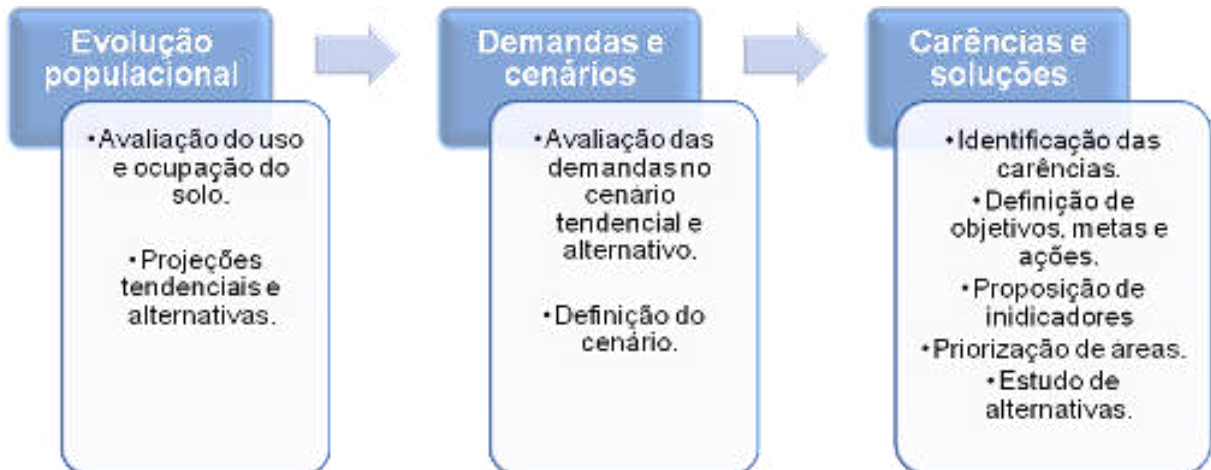 Evolução
populacional
•Avaliação do uso
e ocupação do
solo.
•Projeções
tendenciais e
alternativas.
Demandas e
cenários
•Avaliação das
demandas no
cenário
tendencial e
alternativo.
•Definição do
cenário.
Carências e
soluções
•Identificação das
carências.
•Definição de
objetivos, metas e
ações.
•Proposição de
inidicadores
•Priorização de áreas.
•Estudo de
alternativas.